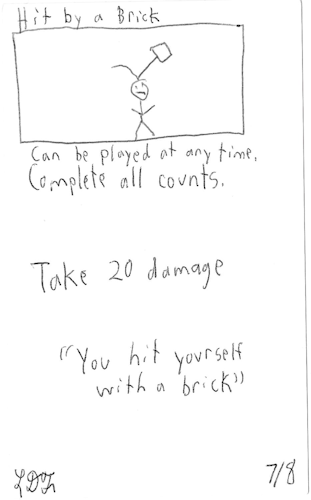 Hit by a Brick
Can be played at any time.
Complete all counts.
Take 20 damage
"You hit yourself
with a brick"
7/8